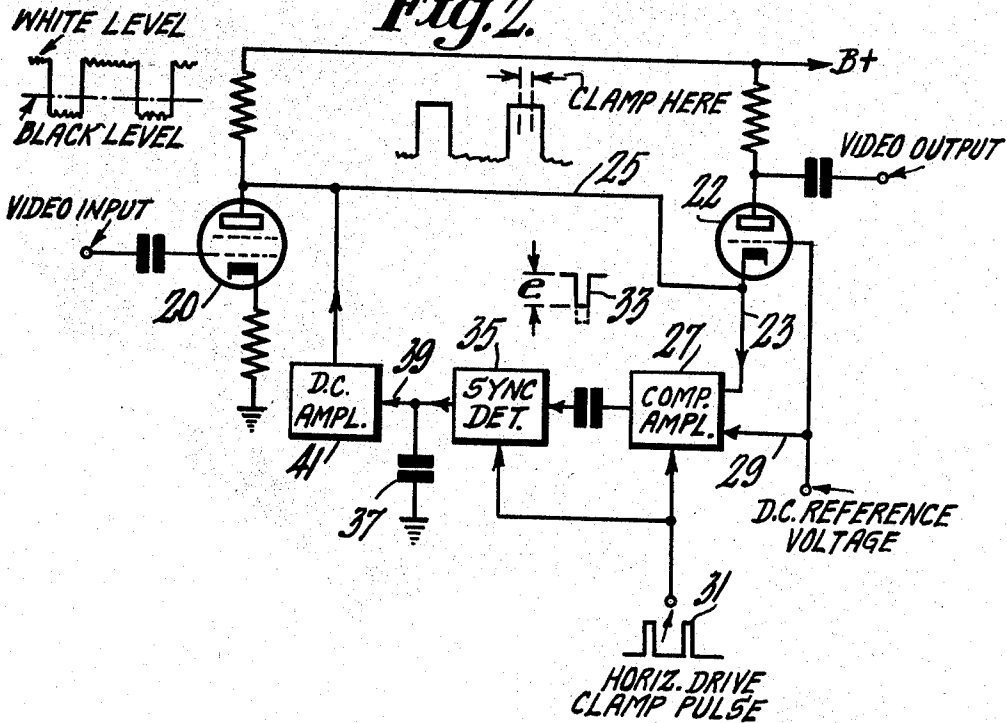 Fig. 2.
WHITE LEVEL
BLACK LEVEL
B+
CLAMP HERE
25
VIDEO OUTPUT
22
VIDEO INPUT
20
e
33
23
35
27
39
D.C.
AMPL.
SYNC
DET.
COMP.
AMPL.
41
29
37
D.C. REFERENCE
VOLTAGE
31
HORIZ. DRIVE
CLAMP PULSE